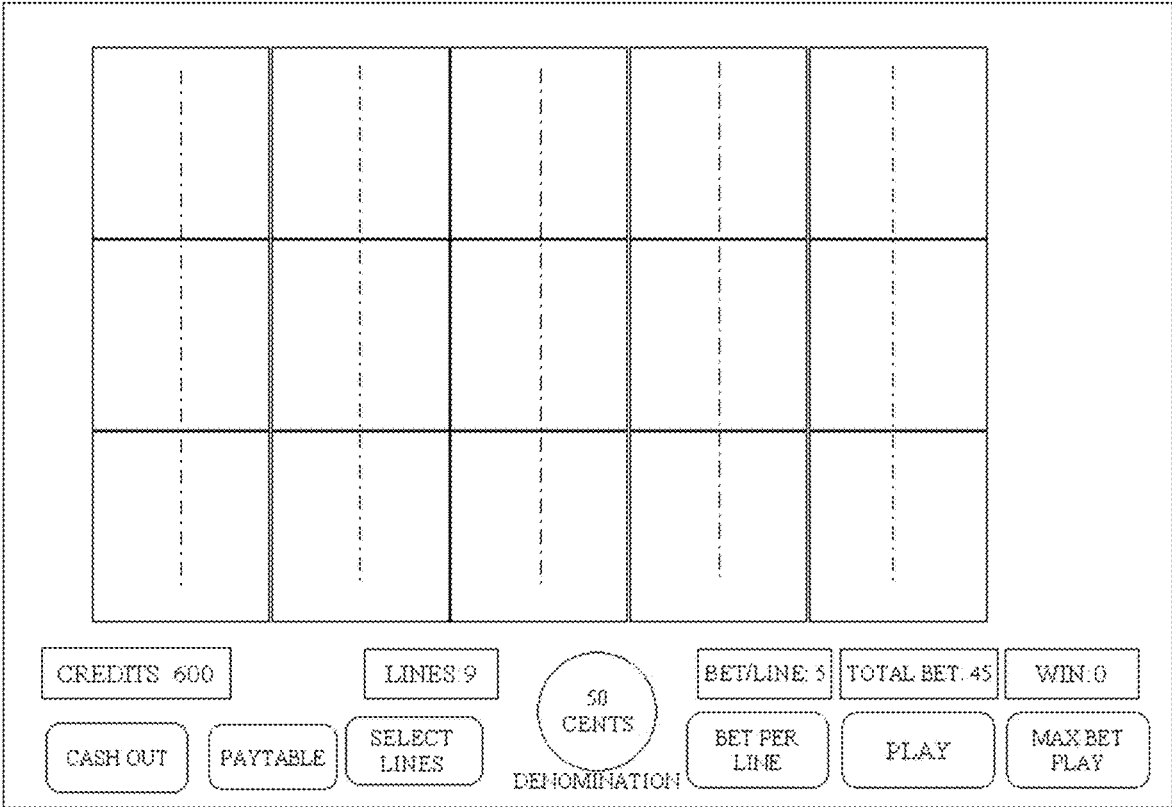 CREDITS 600
LINES: 9
50
CENTS
DENOMINATION
BET/LINE: 5
TOTAL BET: 45
WIN: 0
CASH OUT
PAYTABLE
SELECT
LINES
BET PER
LINE
PLAY
MAX BET
PLAY